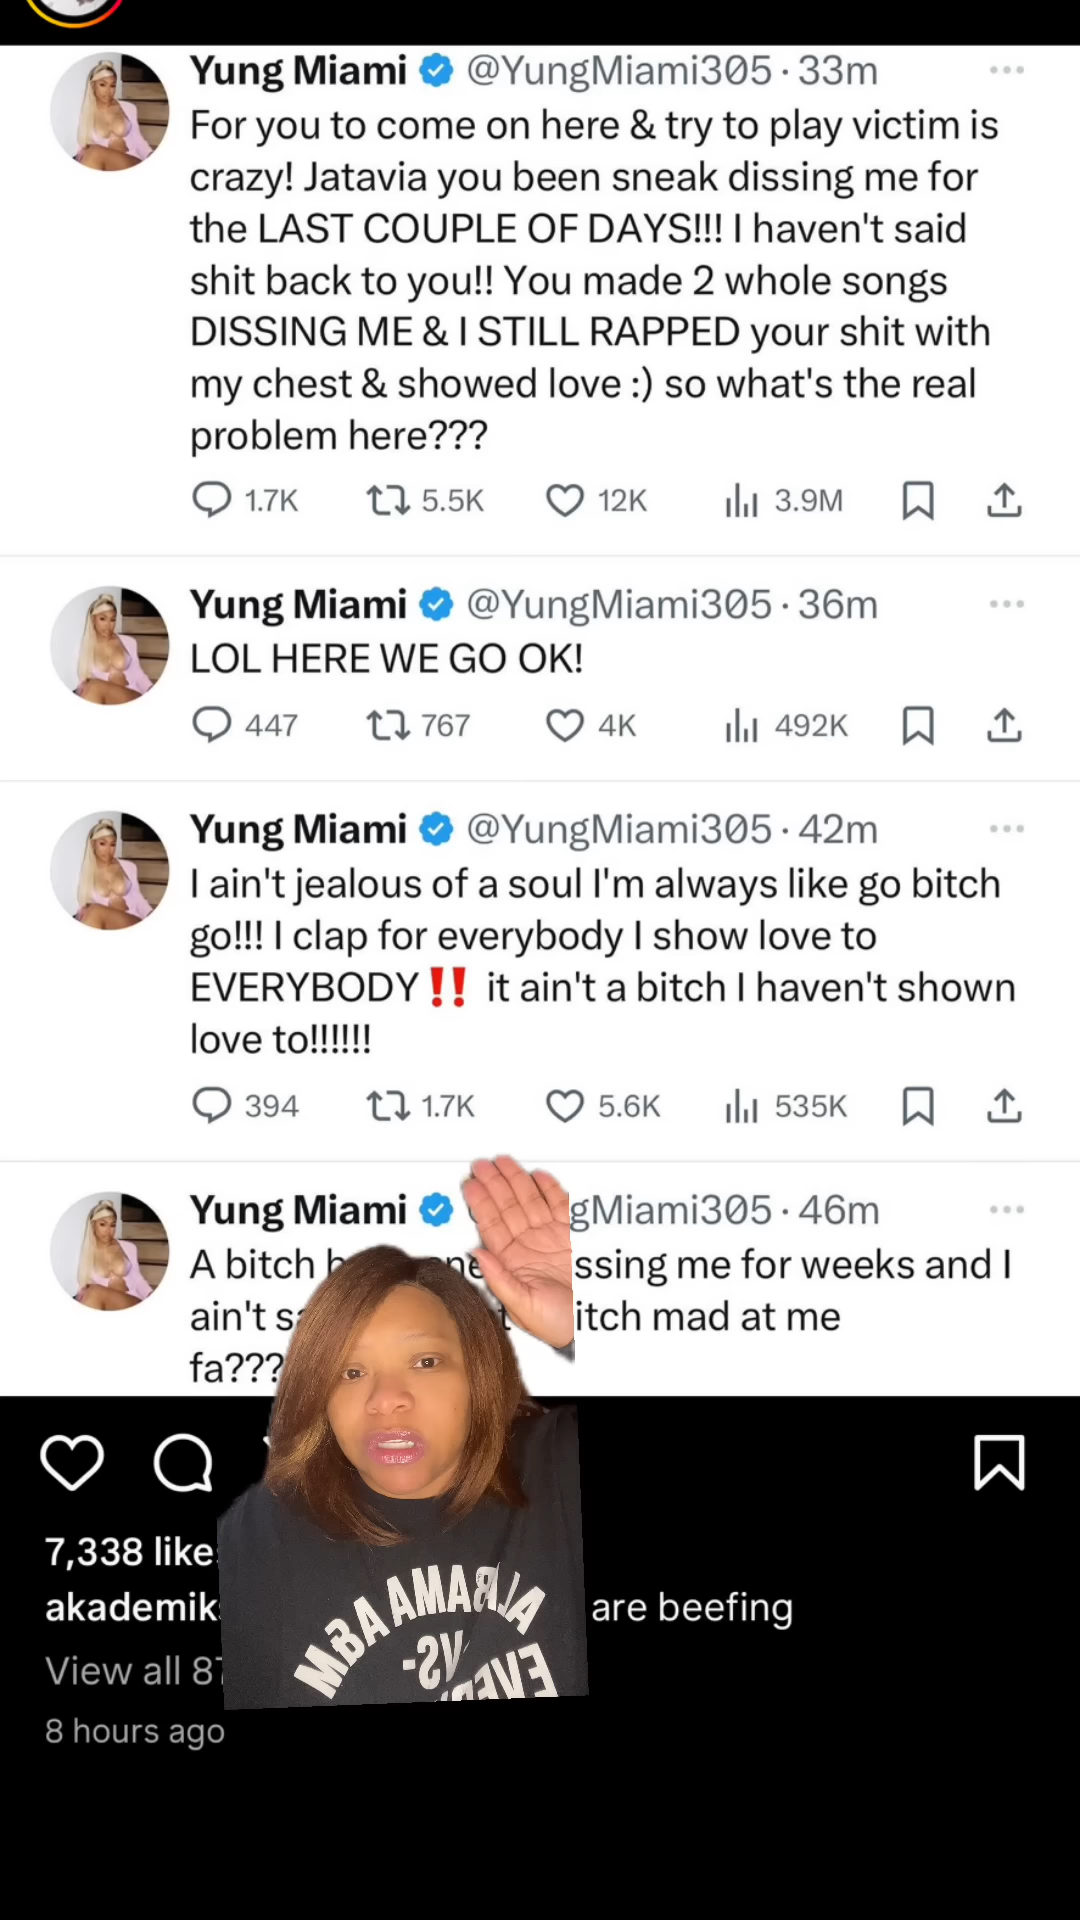 Yung Miami @YungMiami305 · 33m
For you to come on here & try to play victim is
crazy! Jatavia you been sneak dissing me for
the LAST COUPLE OF DAYS!!! I haven't said
shit back to you!! You made 2 whole songs
DISSING ME & I STILL RAPPED your shit with
my chest & showed love :) so what's the real
problem here???
1.7K 5.5K 12K 3.9M
Yung Miami @YungMiami305 · 36m
LOL HERE WE GO OK!
447 767 4K 492K
Yung Miami @YungMiami305 · 42m
I ain't jealous of a soul I'm always like go bitch
go!!! I clap for everybody I show love to
EVERYBODY‼️ it ain't a bitch I haven't shown
love to!!!!!!
394 1.7K 5.6K 535K
Yung Miami gMiami305 · 46m
A bitch ssing me for weeks and I
ain't itch mad at me
fa???
7,338 like
akademik are beefing
View all 8
8 hours ago
ALABAMA
-VS-